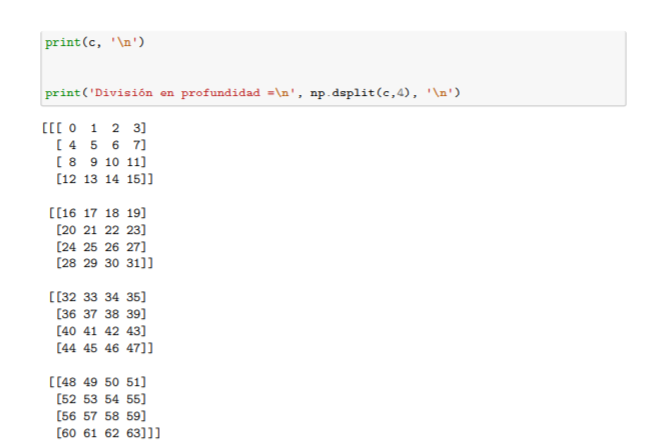 print(c, '\n')
print('División en profundidad =\n', np.dsplit(c,4), '\n')
[[[ 0  1  2  3]
  [ 4  5  6  7]
  [ 8  9 10 11]
  [12 13 14 15]]
 [[16 17 18 19]
  [20 21 22 23]
  [24 25 26 27]
  [28 29 30 31]]
 [[32 33 34 35]
  [36 37 38 39]
  [40 41 42 43]
  [44 45 46 47]]
 [[48 49 50 51]
  [52 53 54 55]
  [56 57 58 59]
  [60 61 62 63]]]